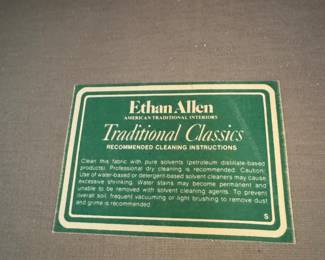 Ethan Allen
AMERICAN TRADITIONAL INTERIORS
Traditional Classics
RECOMMENDED CLEANING INSTRUCTIONS
Clean this fabric with pure solvents (petroleum distillate-based
products). Professional dry cleaning is recommended. Caution:
Use of water-based or detergent-based solvent cleaners may cause
excessive shrinking. Water stains may become permanent and
unable to be removed with solvent cleaning agents. To prevent
overall soil, frequent vacuuming or light brushing to remove dust
and grime is recommended.
S